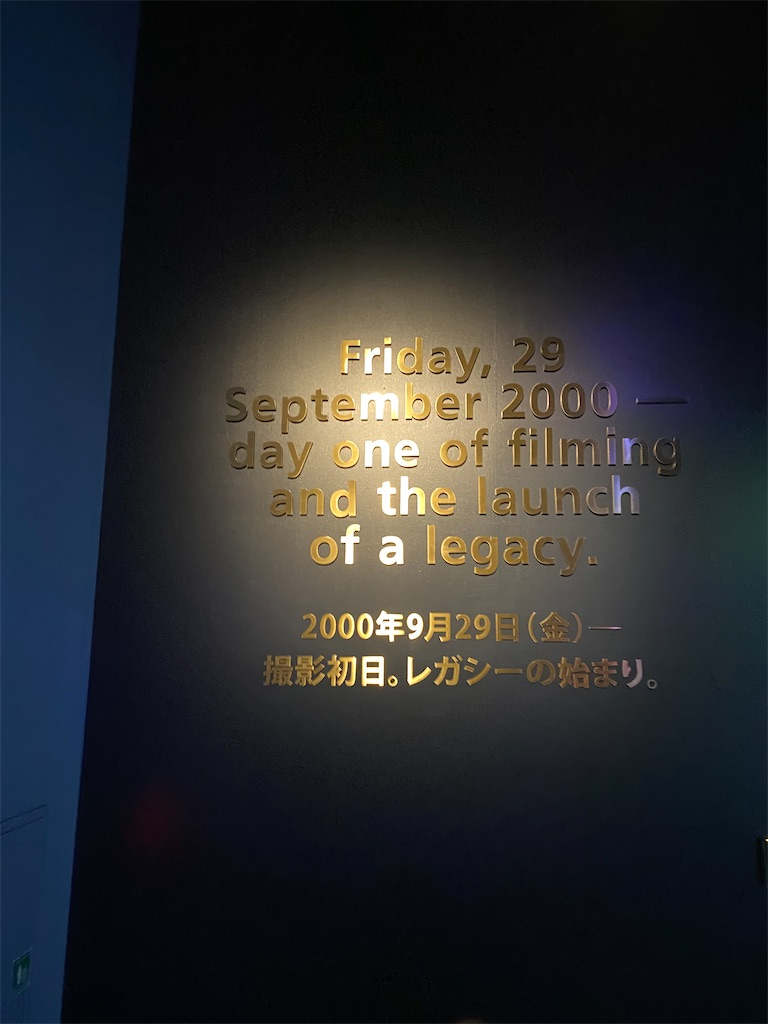 Friday, 29
September 2000 —
day one of filming
and the launch
of a legacy.
2000年9月29日(金)—
撮影初日。レガシーの始まり。